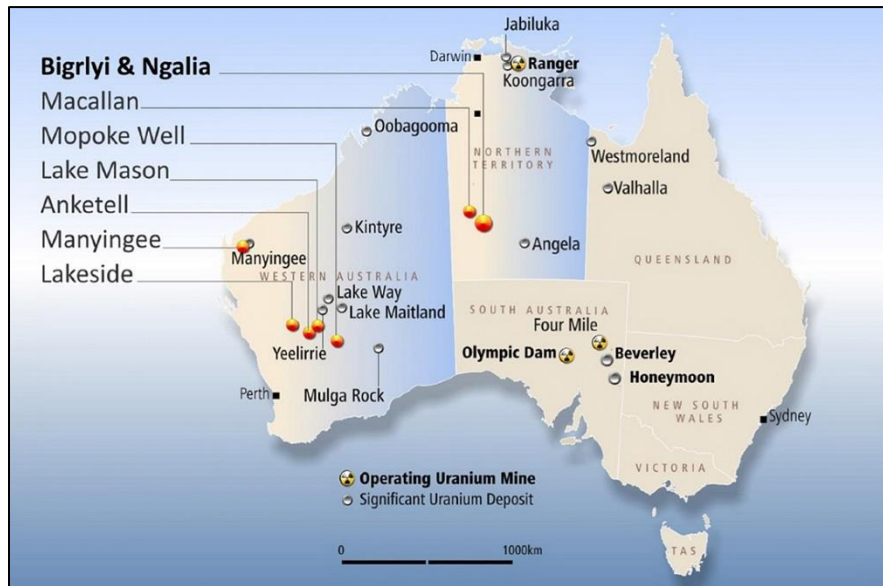 Bigrlyi & Ngalia
Macallan
Mopoke Well
Lake Mason
Anketell
Manyingee
Lakeside
Jabiluka
Darwin
Ranger
Koongarra
Oobagooma
NORTHERN
TERRITORY
Westmoreland
Valhalla
Kintyre
Angela
Manyingee
WESTERN AUSTRALIA
QUEENSLAND
Lake Way
Lake Maitland
SOUTH AUSTRALIA
Four Mile
Yeelirrie
Olympic Dam
Beverley
Honeymoon
Mulga Rock
Perth
NEW SOUTH
WALES
Sydney
VICTORIA
Operating Uranium Mine
Significant Uranium Deposit
0 1000km
TAS